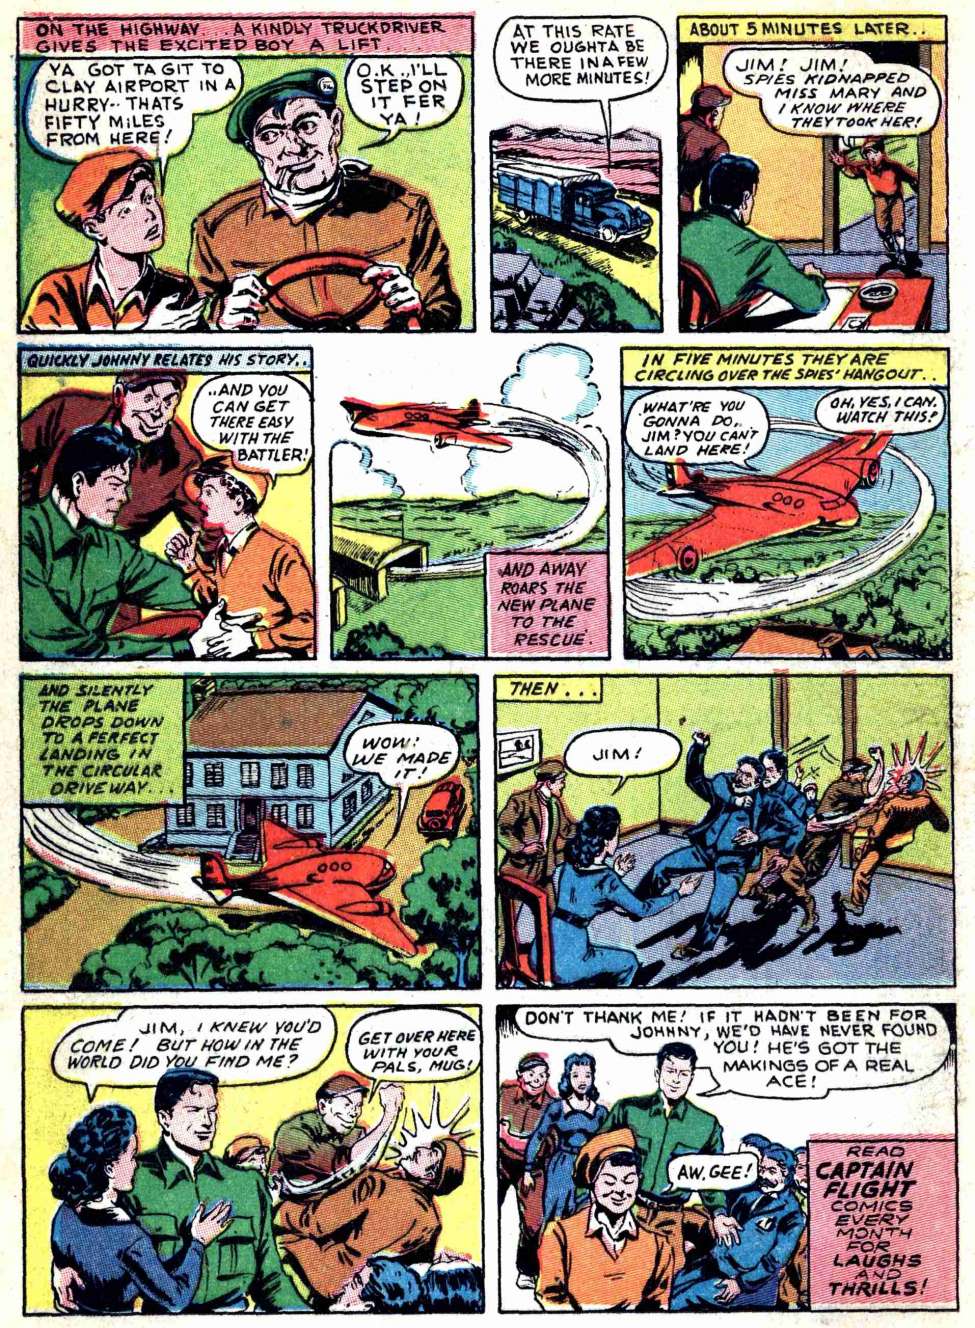 ON THE HIGHWAY... A KINDLY TRUCKDRIVER
GIVES THE EXCITED BOY A LIFT...
YA GOT TA GIT TO
CLAY AIRPORT IN A
HURRY-- THATS
FIFTY MILES
FROM HERE!
O.K., I'LL
STEP ON
IT FER
YA!
AT THIS RATE
WE OUGHTA BE
THERE IN A FEW
MORE MINUTES!
ABOUT 5 MINUTES LATER..
JIM! JIM!
SPIES KIDNAPPED
MISS MARY AND
I KNOW WHERE
THEY TOOK HER!
QUICKLY JOHNNY RELATES HIS STORY..
..AND YOU
CAN GET
THERE EASY
WITH THE
BATTLER!
AND AWAY
ROARS THE
NEW PLANE
TO THE
RESCUE.
IN FIVE MINUTES THEY ARE
CIRCLING OVER THE SPIES' HANGOUT..
WHAT'RE YOU
GONNA DO,
JIM? YOU CAN'T
LAND HERE!
OH, YES, I CAN.
WATCH THIS!
AND SILENTLY
THE PLANE
DROPS DOWN
TO A PERFECT
LANDING IN
THE CIRCULAR
DRIVEWAY...
WOW!
WE MADE
IT!
THEN...
JIM!
JIM, I KNEW YOU'D
COME! BUT HOW IN THE
WORLD DID YOU FIND ME?
GET OVER HERE
WITH YOUR
PALS, MUG!
DON'T THANK ME! IF IT HADN'T BEEN FOR
JOHNNY, WE'D HAVE NEVER FOUND
YOU! HE'S GOT THE
MAKINGS OF A REAL
ACE!
AW, GEE!
READ
CAPTAIN
FLIGHT
COMICS
EVERY
MONTH
FOR
LAUGHS
AND
THRILLS!